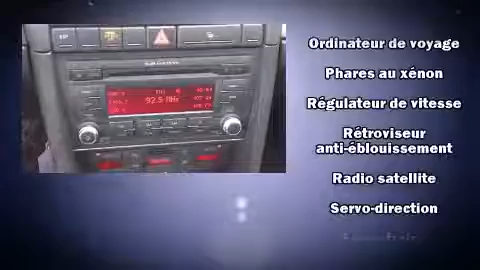 Ordinateur de voyage
Phares au xénon
Régulateur de vitesse
Rétroviseur
anti-éblouissement
Radio satellite
Servo-direction
92.5 MHz